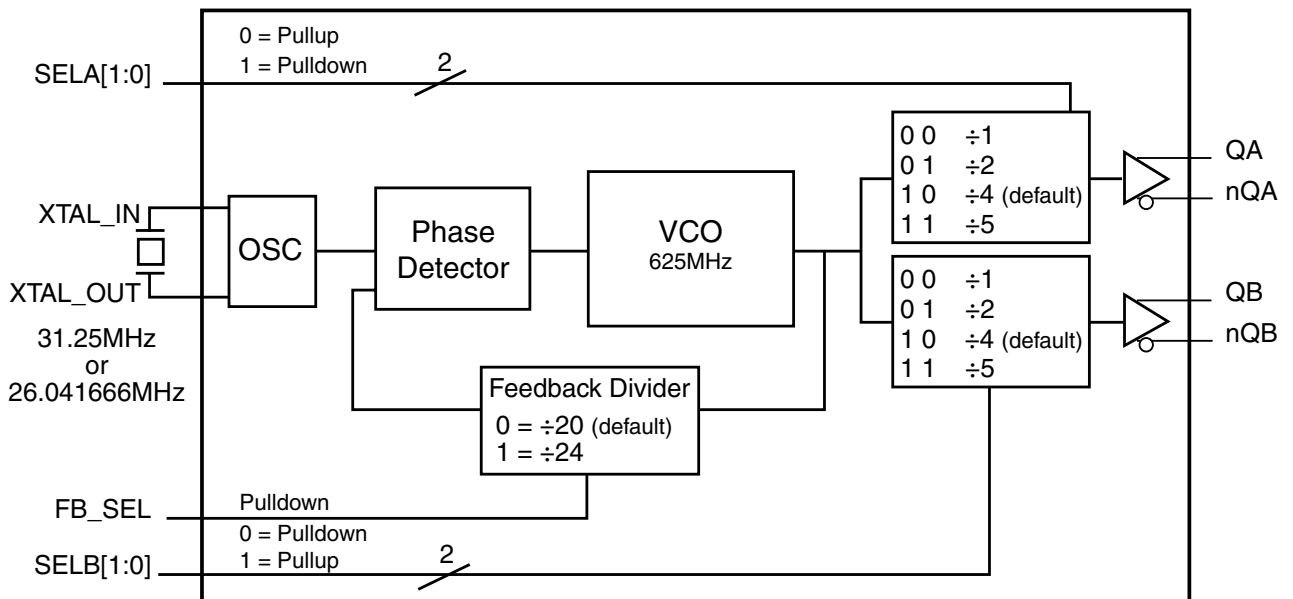 0 = Pullup
1 = Pulldown
2
SELA[1:0]
0 0 ÷1
0 1 ÷2
1 0 ÷4 (default)
1 1 ÷5
QA
nQA
XTAL_IN
OSC
Phase
Detector
VCO
625MHz
XTAL_OUT
31.25MHz
or
26.041666MHz
0 0 ÷1
0 1 ÷2
1 0 ÷4 (default)
1 1 ÷5
QB
nQB
Feedback Divider
0 = ÷20 (default)
1 = ÷24
FB_SEL
Pulldown
0 = Pulldown
1 = Pullup
2
SELB[1:0]